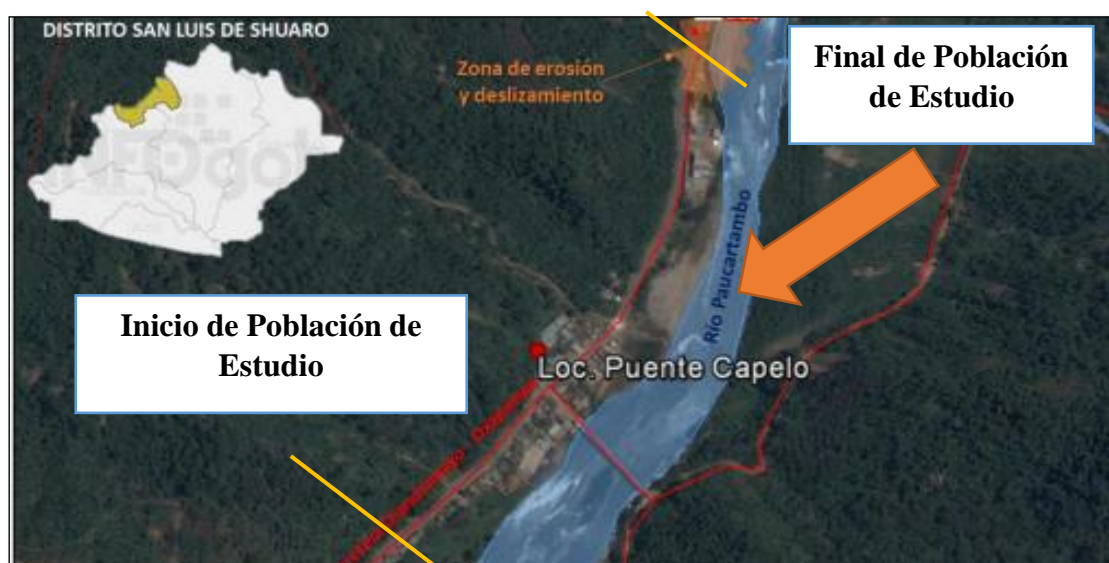 DISTRITO SAN LUIS DE SHUARO
Zona de erosión
y deslizamiento
Final de Población
de Estudio
Río Paucartambo
Inicio de Población de
Estudio
Loc. Puente Capelo